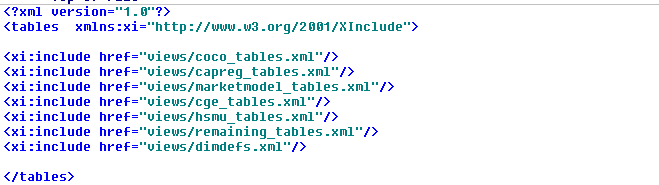 <?xml version="1.0"?>
<tables  xmlns:xi="http://www.w3.org/2001/XInclude">
<xi:include href="views/coco_tables.xml"/>
<xi:include href="views/capreg_tables.xml"/>
<xi:include href="views/marketmodel_tables.xml"/>
<xi:include href="views/cge_tables.xml"/>
<xi:include href="views/hsmu_tables.xml"/>
<xi:include href="views/remaining_tables.xml"/>
<xi:include href="views/dimdefs.xml"/>
</tables>